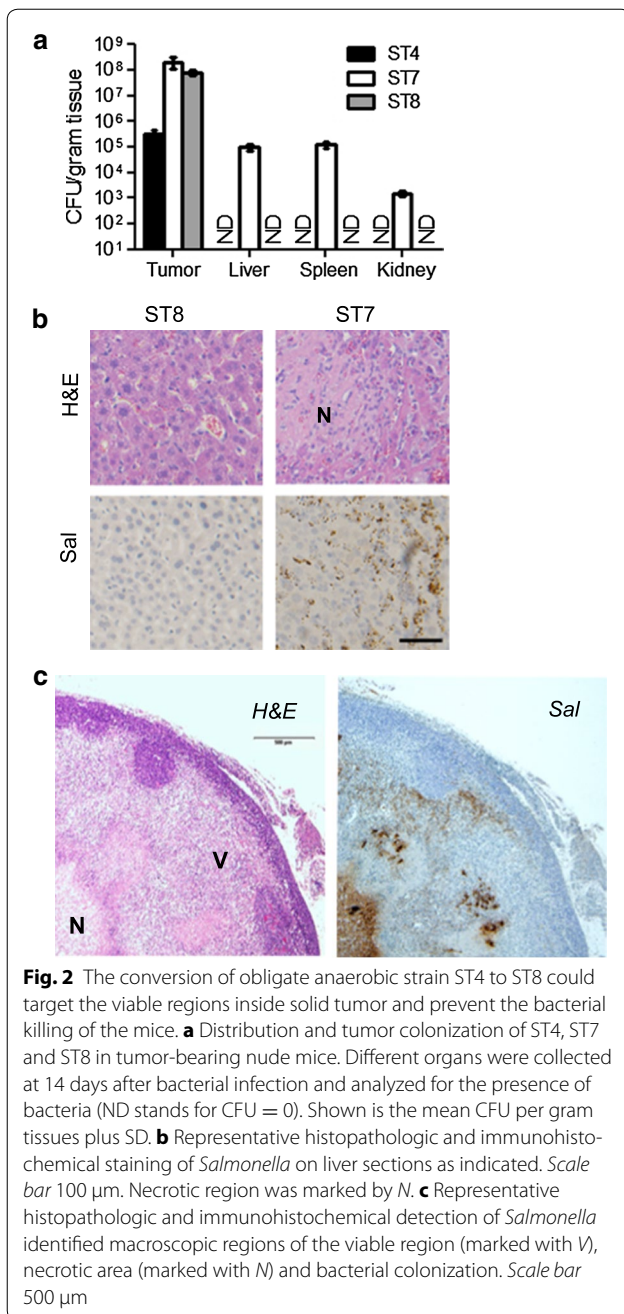 a
10⁹
10⁸
10⁷
10⁶
10⁵
10⁴
10³
10²
10¹
CFU/gram tissue
ST4
ST7
ST8
ND ND ND ND ND ND
Tumor Liver Spleen Kidney
b
ST8 ST7
H&E
N
Sal
c
H&E
500 µm
V
N
Sal
Fig. 2 The conversion of obligate anaerobic strain ST4 to ST8 could
target the viable regions inside solid tumor and prevent the bacterial
killing of the mice. a Distribution and tumor colonization of ST4, ST7
and ST8 in tumor-bearing nude mice. Different organs were collected
at 14 days after bacterial infection and analyzed for the presence of
bacteria (ND stands for CFU = 0). Shown is the mean CFU per gram
tissues plus SD. b Representative histopathologic and immunohisto-
chemical staining of Salmonella on liver sections as indicated. Scale
bar 100 μm. Necrotic region was marked by N. c Representative
histopathologic and immunohistochemical detection of Salmonella
identified macroscopic regions of the viable region (marked with V),
necrotic area (marked with N) and bacterial colonization. Scale bar
500 μm